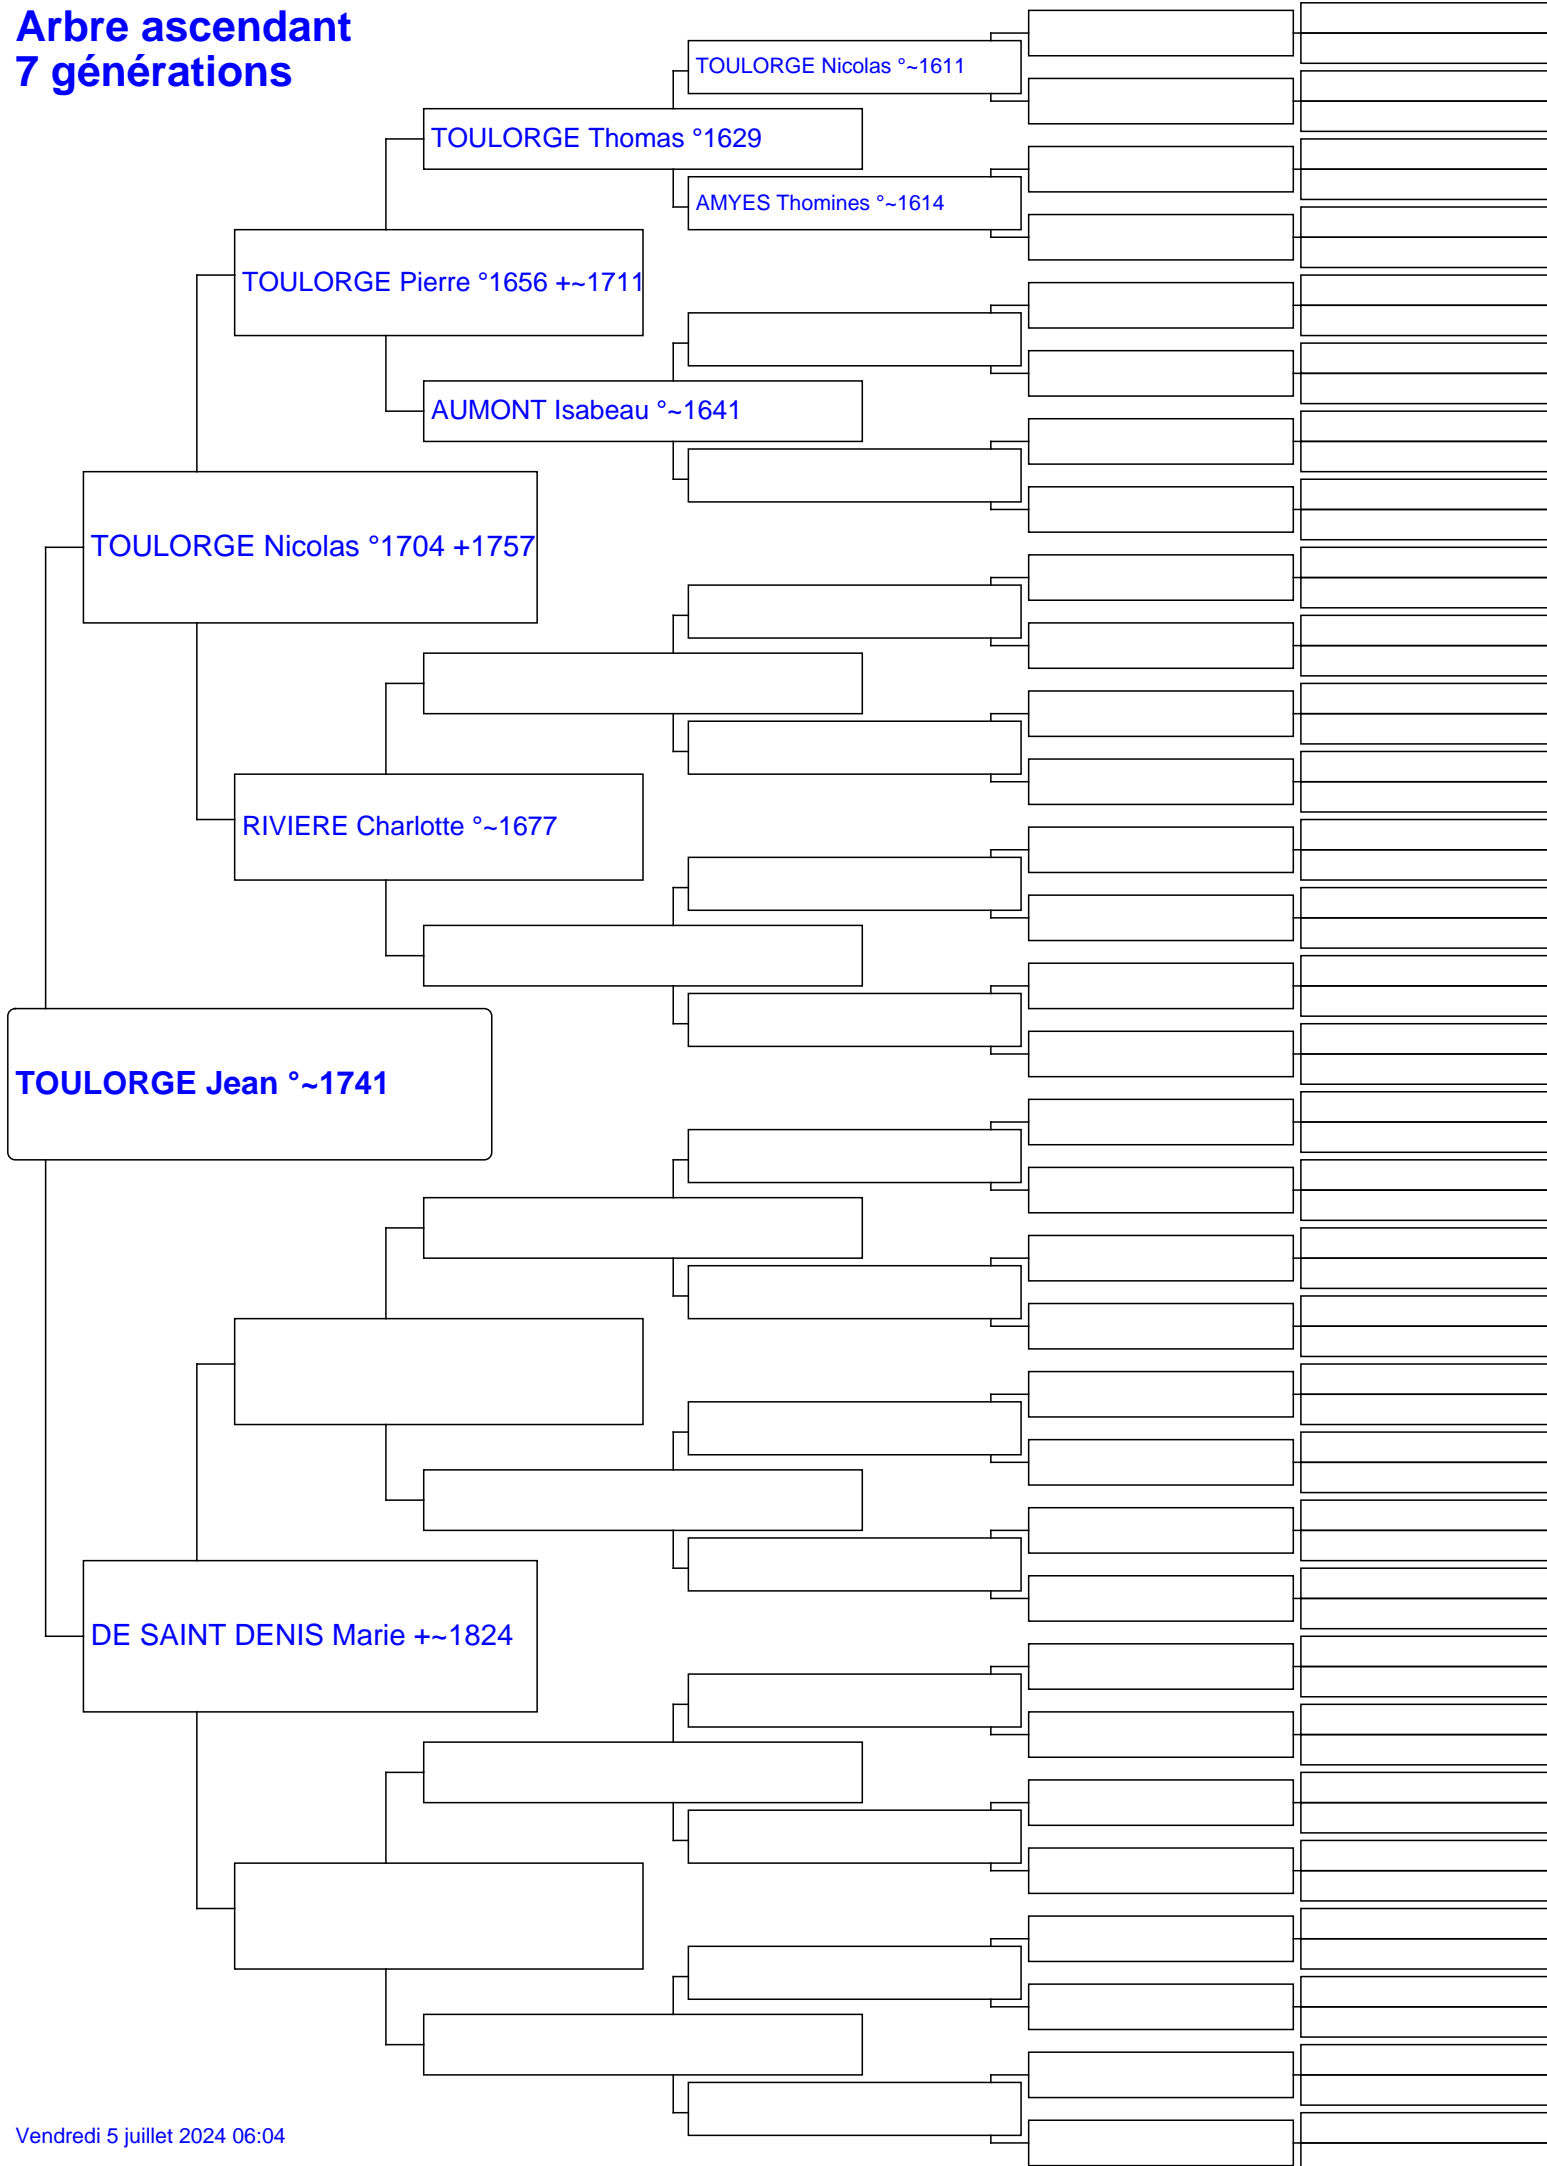 Arbre ascendant
7 générations
TOULORGE Nicolas °~1611
TOULORGE Thomas °1629
AMYES Thomines °~1614
TOULORGE Pierre °1656 +~1711
AUMONT Isabeau °~1641
TOULORGE Nicolas °1704 +1757
RIVIERE Charlotte °~1677
TOULORGE Jean °~1741
DE SAINT DENIS Marie +~1824
Vendredi 5 juillet 2024 06:04